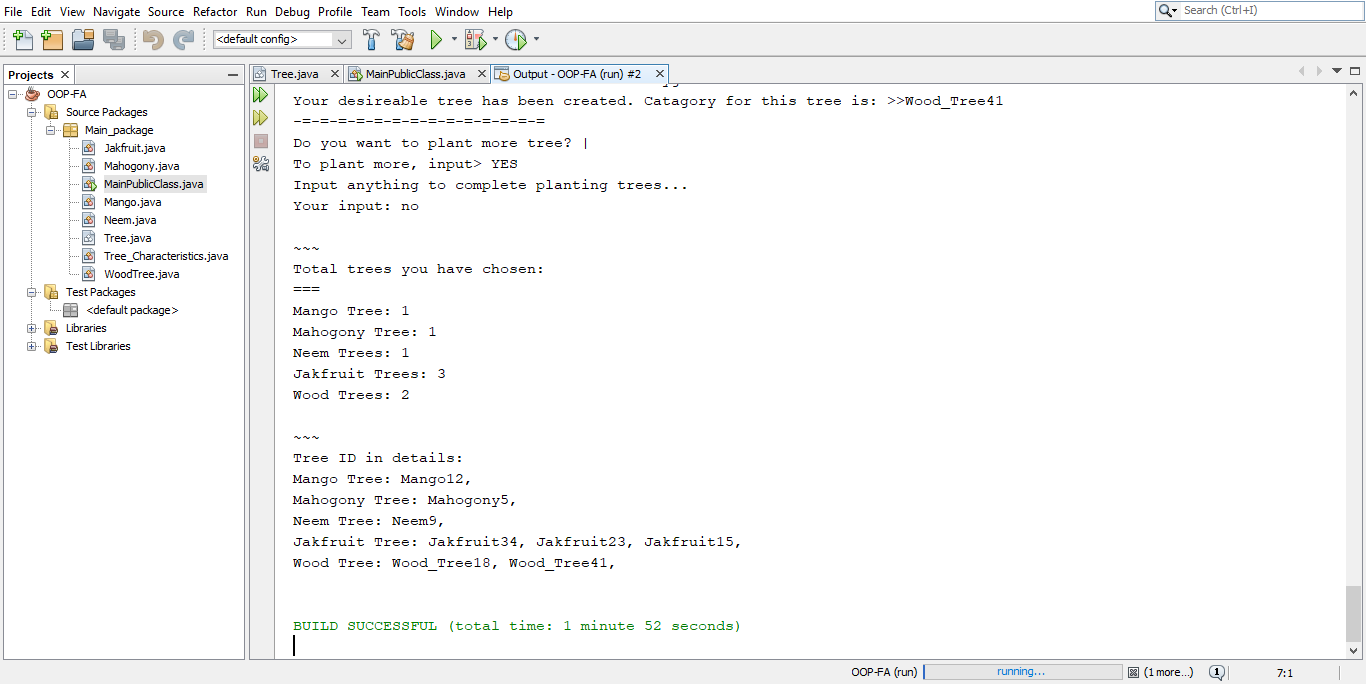 File Edit View Navigate Source Refactor Run Debug Profile Team Tools Window Help
Search (Ctrl+I)
<default config>
Projects
Tree.java
MainPublicClass.java
Output - OOP-FA (run) #2
OOP-FA
Source Packages
Main_package
Jakfruit.java
Mahogony.java
MainPublicClass.java
Mango.java
Neem.java
Tree.java
Tree_Characteristics.java
WoodTree.java
Test Packages
<default package>
Libraries
Test Libraries
Your desireable tree has been created. Catagory for this tree is: >>Wood_Tree41
-=-=-=-=-=-=-=-=-=-=-=-=-=-=
Do you want to plant more tree? |
To plant more, input> YES
Input anything to complete planting trees...
Your input: no
~~~
Total trees you have chosen:
===
Mango Tree: 1
Mahogony Tree: 1
Neem Trees: 1
Jakfruit Trees: 3
Wood Trees: 2
~~~
Tree ID in details:
Mango Tree: Mango12,
Mahogony Tree: Mahogony5,
Neem Tree: Neem9,
Jakfruit Tree: Jakfruit34, Jakfruit23, Jakfruit15,
Wood Tree: Wood_Tree18, Wood_Tree41,
BUILD SUCCESSFUL (total time: 1 minute 52 seconds)
OOP-FA (run)
running...
(1 more...)
1
7:1